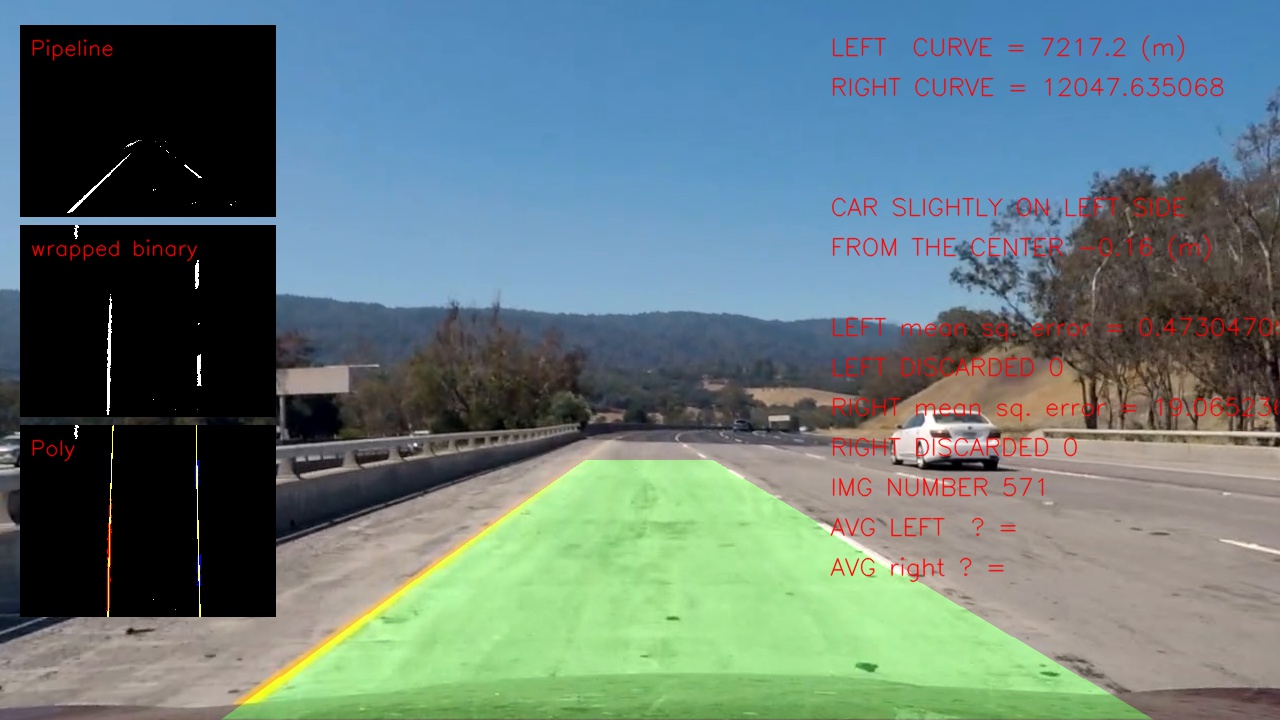 Pipeline
wrapped binary
Poly
LEFT CURVE = 7217.2 (m)
RIGHT CURVE = 12047.635068
CAR SLIGHTLY ON LEFT SIDE
FROM THE CENTER -0.16 (m)
LEFT mean sq. error = 0.4730470
LEFT DISCARDED 0
RIGHT mean sq. error = 19.065230
RIGHT DISCARDED 0
IMG NUMBER 571
AVG LEFT ? =
AVG right ? =